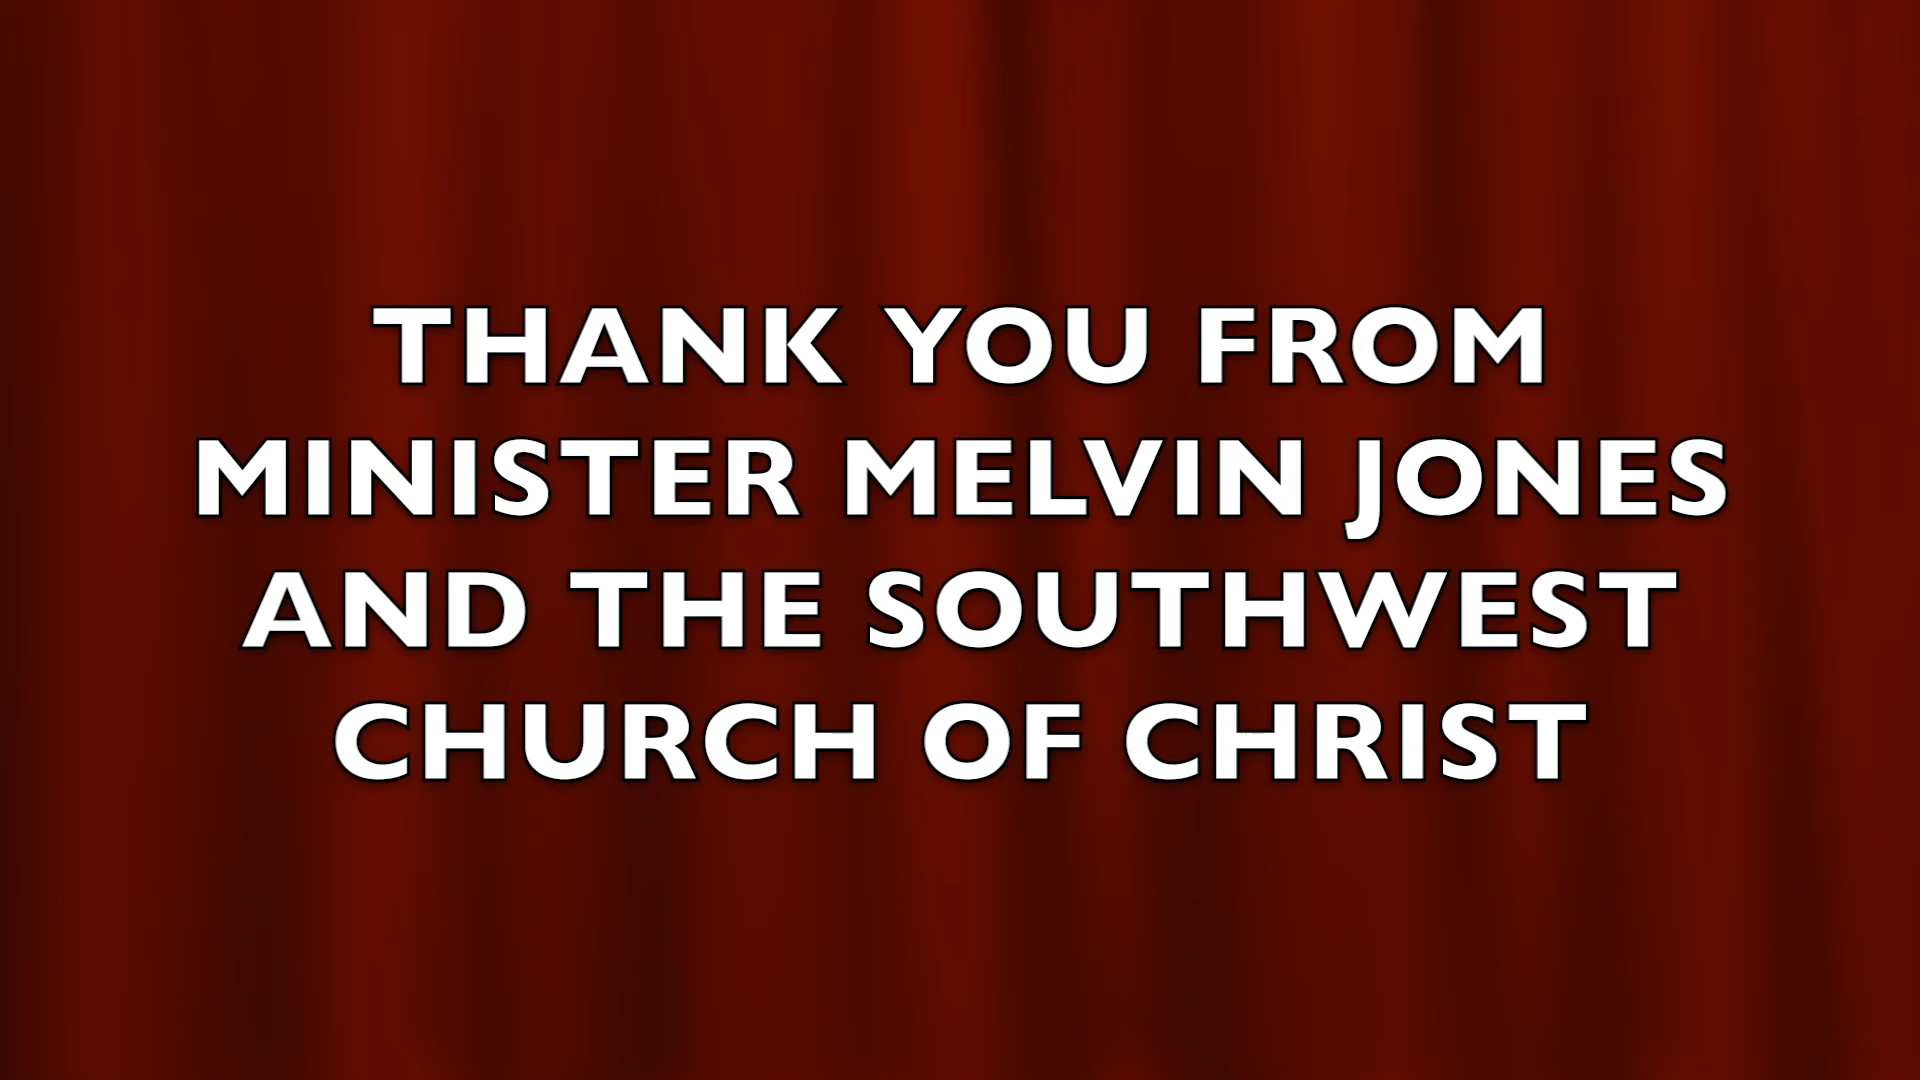 THANK YOU FROM
MINISTER MELVIN JONES
AND THE SOUTHWEST
CHURCH OF CHRIST